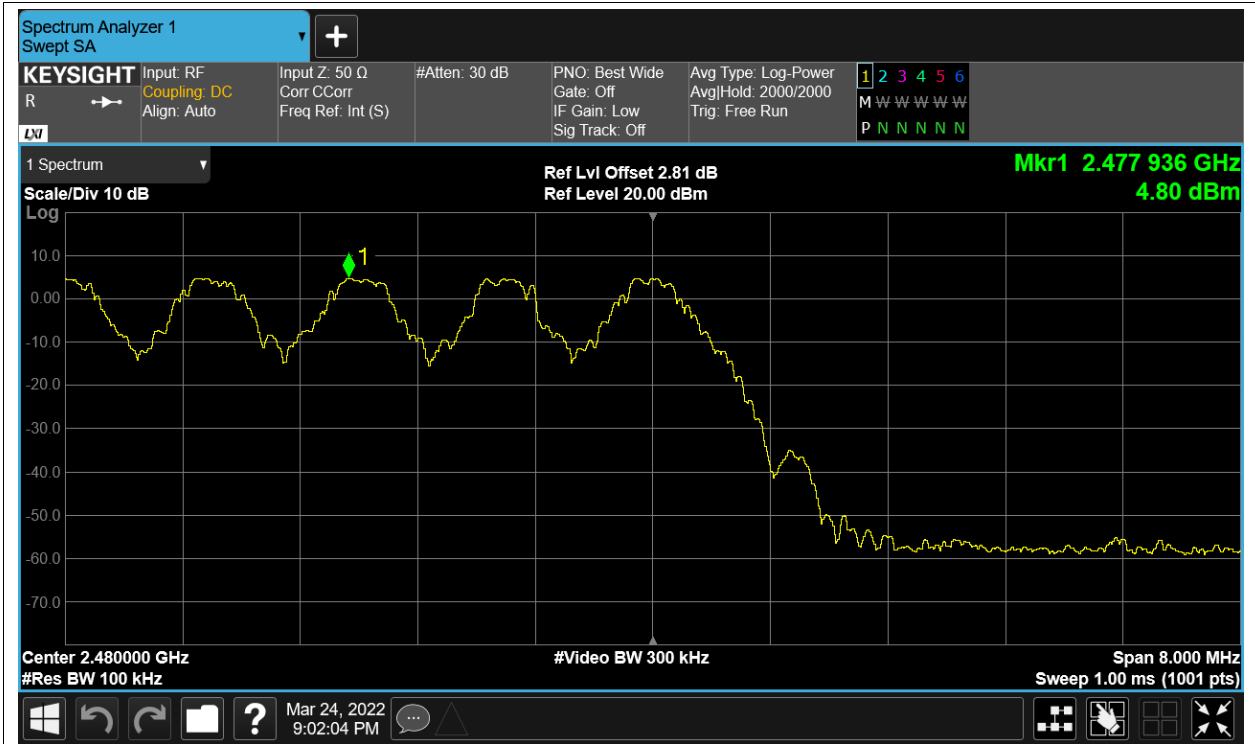 Spectrum Analyzer 1
Swept SA
KEYSIGHT
R
LXI
Input: RF
Coupling: DC
Align: Auto
Input Z: 50 Ω
Corr CCorr
Freq Ref: Int (S)
#Atten: 30 dB
PNO: Best Wide
Gate: Off
IF Gain: Low
Sig Track: Off
Avg Type: Log-Power
Avg|Hold: 2000/2000
Trig: Free Run
1 2 3 4 5 6
M W W W W W
P N N N N N
1 Spectrum
Scale/Div 10 dB
Log
Ref Lvl Offset 2.81 dB
Ref Level 20.00 dBm
Mkr1 2.477 936 GHz
4.80 dBm
1
10.0
0.00
-10.0
-20.0
-30.0
-40.0
-50.0
-60.0
-70.0
Center 2.480000 GHz
#Res BW 100 kHz
#Video BW 300 kHz
Span 8.000 MHz
Sweep 1.00 ms (1001 pts)
?
Mar 24, 2022
9:02:04 PM